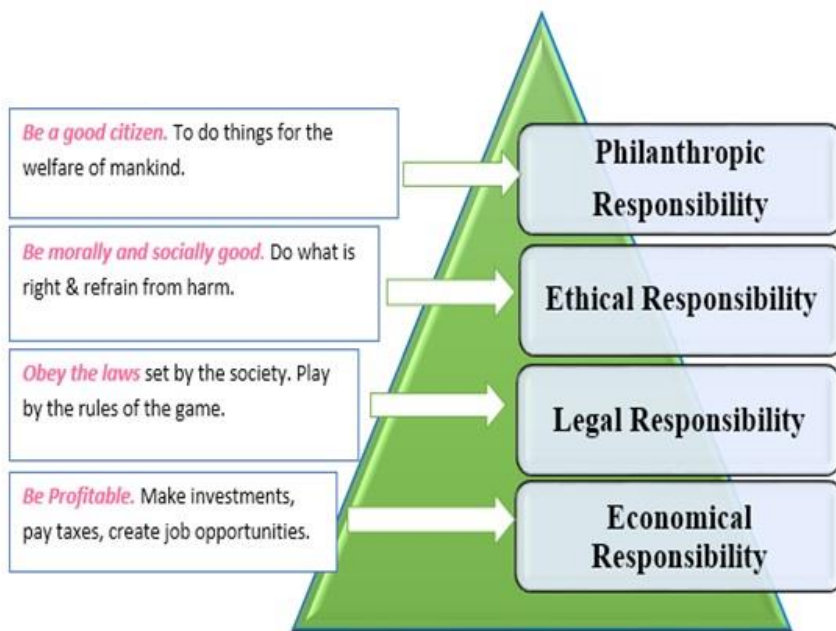 Be a good citizen. To do things for the
welfare of mankind.
Philanthropic
Responsibility
Be morally and socially good. Do what is
right & refrain from harm.
Ethical Responsibility
Obey the laws set by the society. Play
by the rules of the game.
Legal Responsibility
Be Profitable. Make investments,
pay taxes, create job opportunities.
Economical
Responsibility